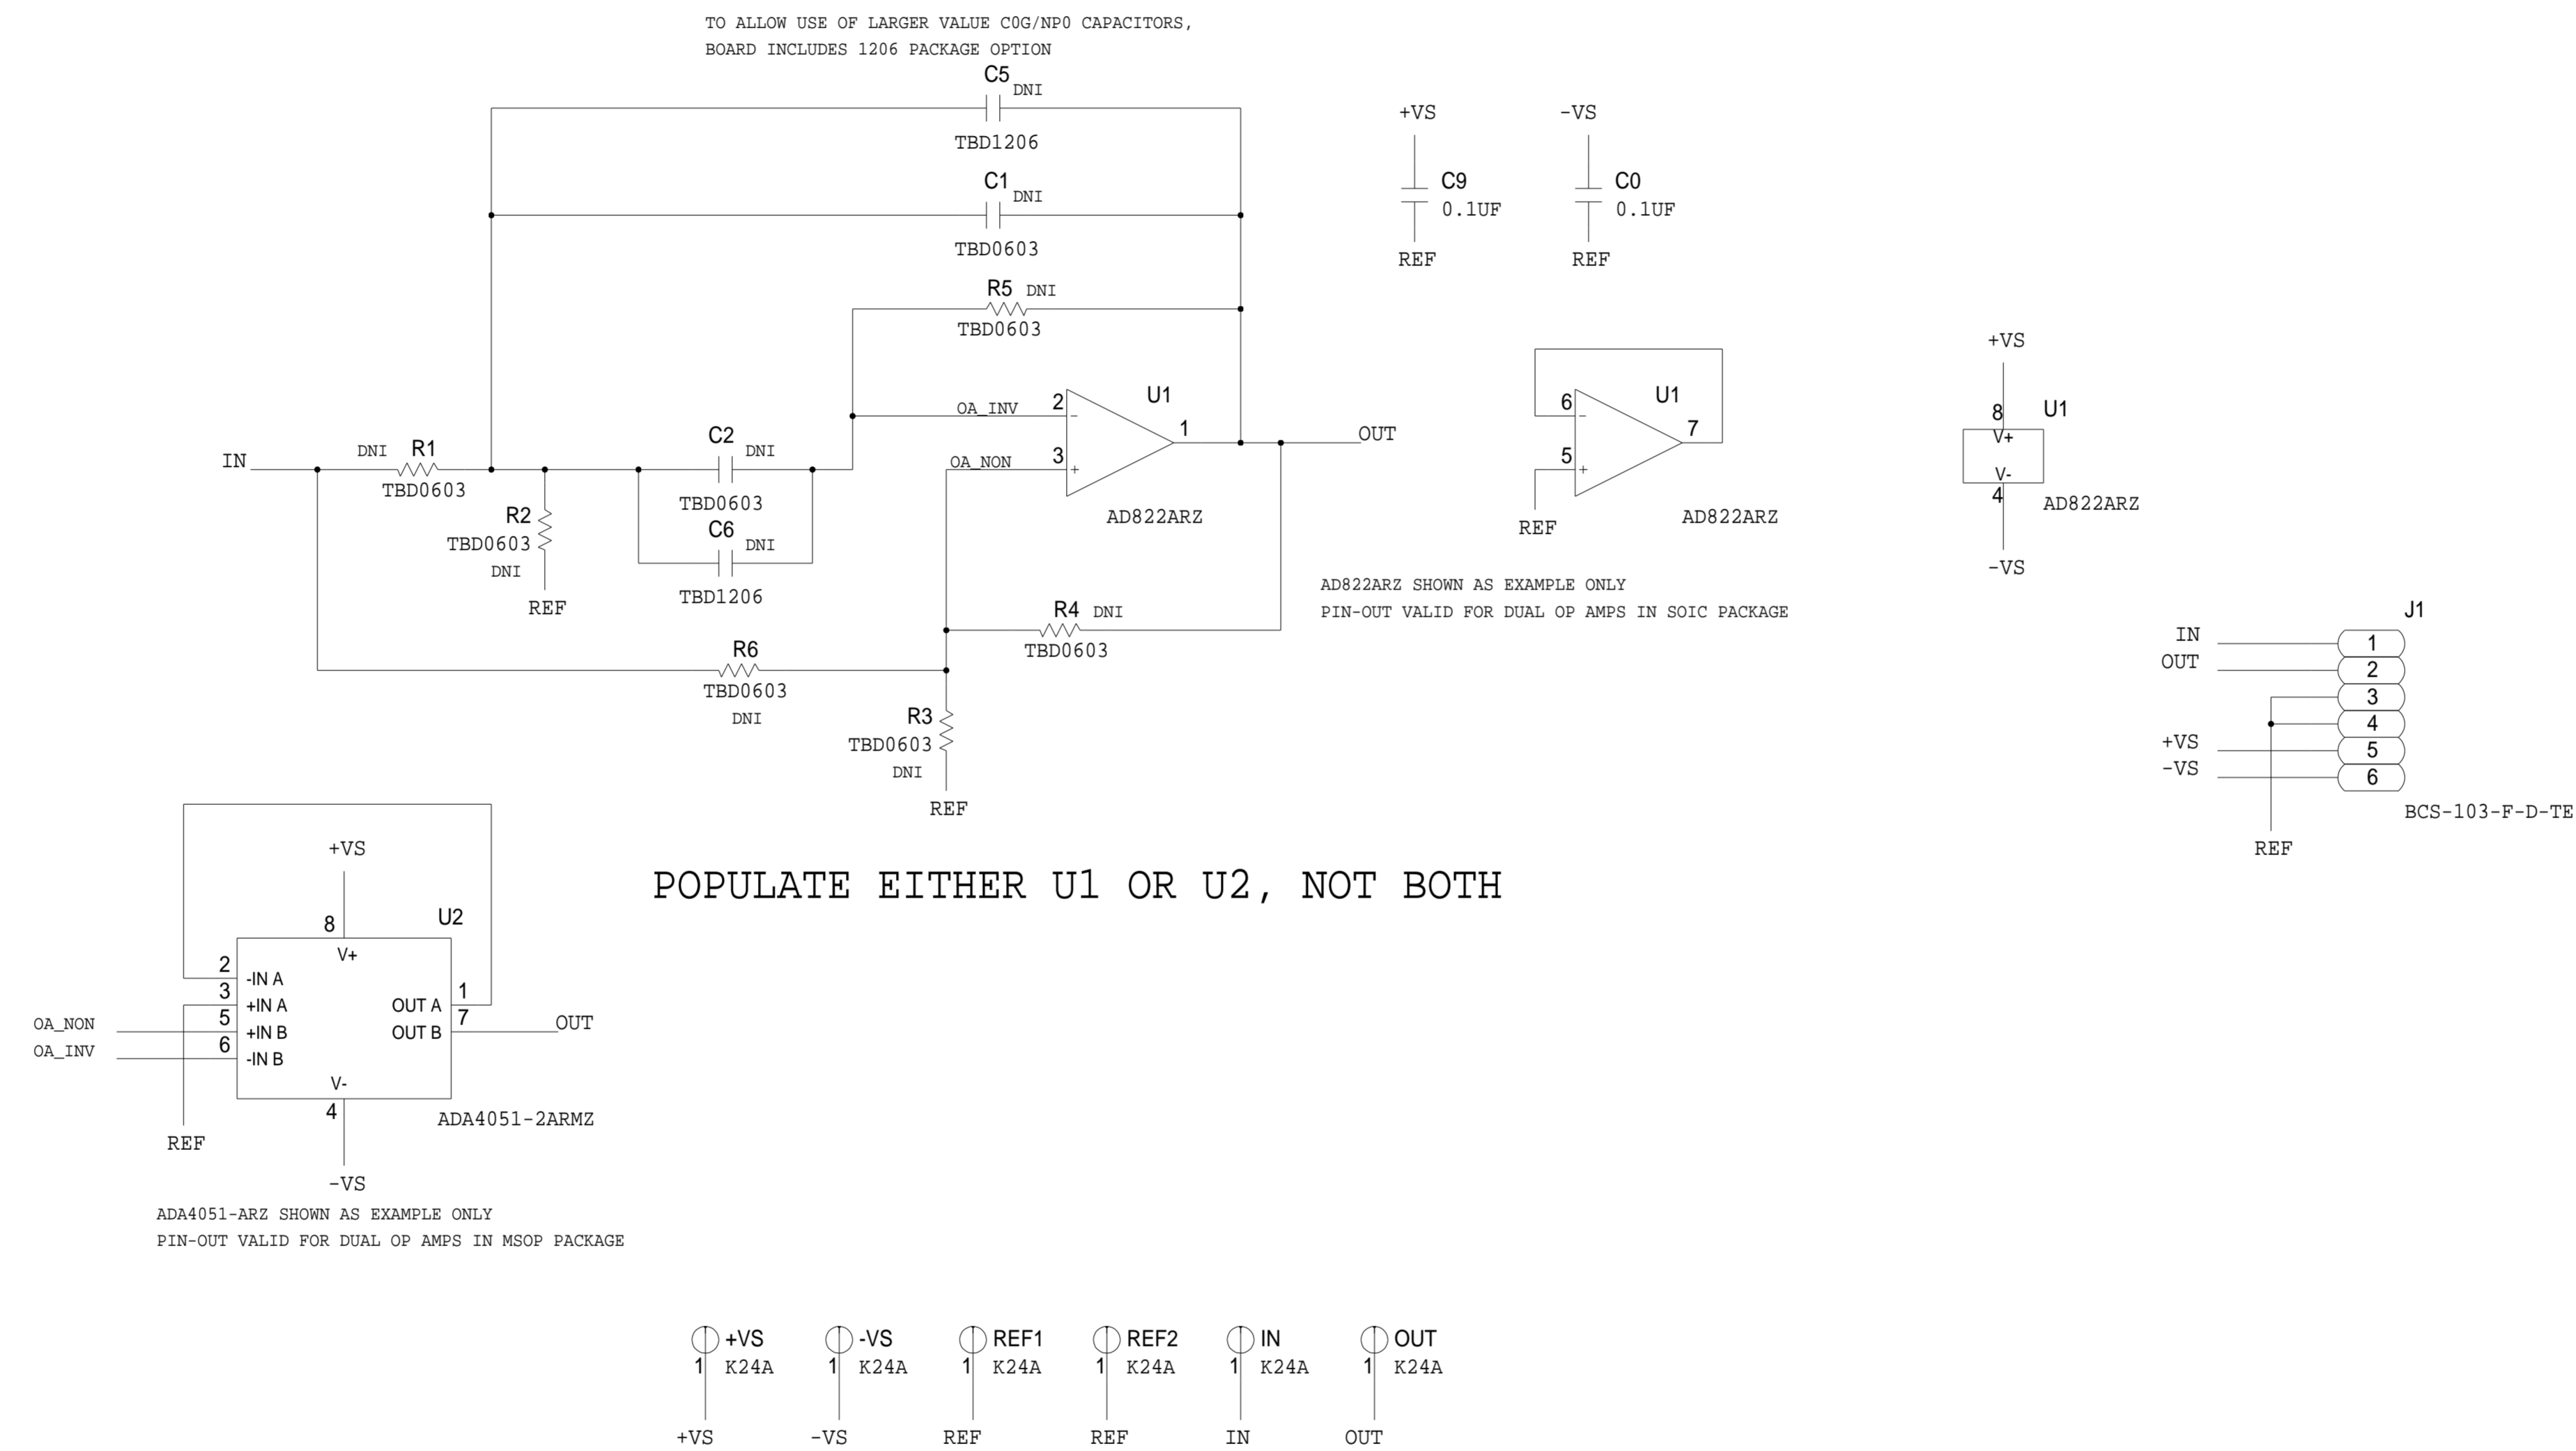 TO ALLOW USE OF LARGER VALUE C0G/NP0 CAPACITORS,
BOARD INCLUDES 1206 PACKAGE OPTION
C5 DNI
TBD1206
C1 DNI
TBD0603
R5 DNI
TBD0603
+VS
C9
0.1UF
REF
-VS
C0
0.1UF
REF
IN
DNI R1
TBD0603
R2
TBD0603
DNI
REF
C2 DNI
TBD0603
C6 DNI
TBD1206
OA_INV 2
OA_NON 3
-
+
U1
1
OUT
AD822ARZ
R4 DNI
TBD0603
R6
TBD0603
DNI
R3
TBD0603
DNI
REF
6
5
-
+
U1
7
REF
AD822ARZ
AD822ARZ SHOWN AS EXAMPLE ONLY
PIN-OUT VALID FOR DUAL OP AMPS IN SOIC PACKAGE
+VS
8
U1
V+
V-
4
AD822ARZ
-VS
J1
IN 1
OUT 2
3
4
+VS 5
-VS 6
BCS-103-F-D-TE
REF
POPULATE EITHER U1 OR U2, NOT BOTH
+VS
8
U2
V+
2 -IN A
3 +IN A
OUT A 1
OA_NON 5 +IN B
OUT B 7 OUT
OA_INV 6 -IN B
V-
4
REF
ADA4051-2ARMZ
-VS
ADA4051-ARZ SHOWN AS EXAMPLE ONLY
PIN-OUT VALID FOR DUAL OP AMPS IN MSOP PACKAGE
+VS
1 K24A
+VS
-VS
1 K24A
-VS
REF1
1 K24A
REF
REF2
1 K24A
REF
IN
1 K24A
IN
OUT
1 K24A
OUT